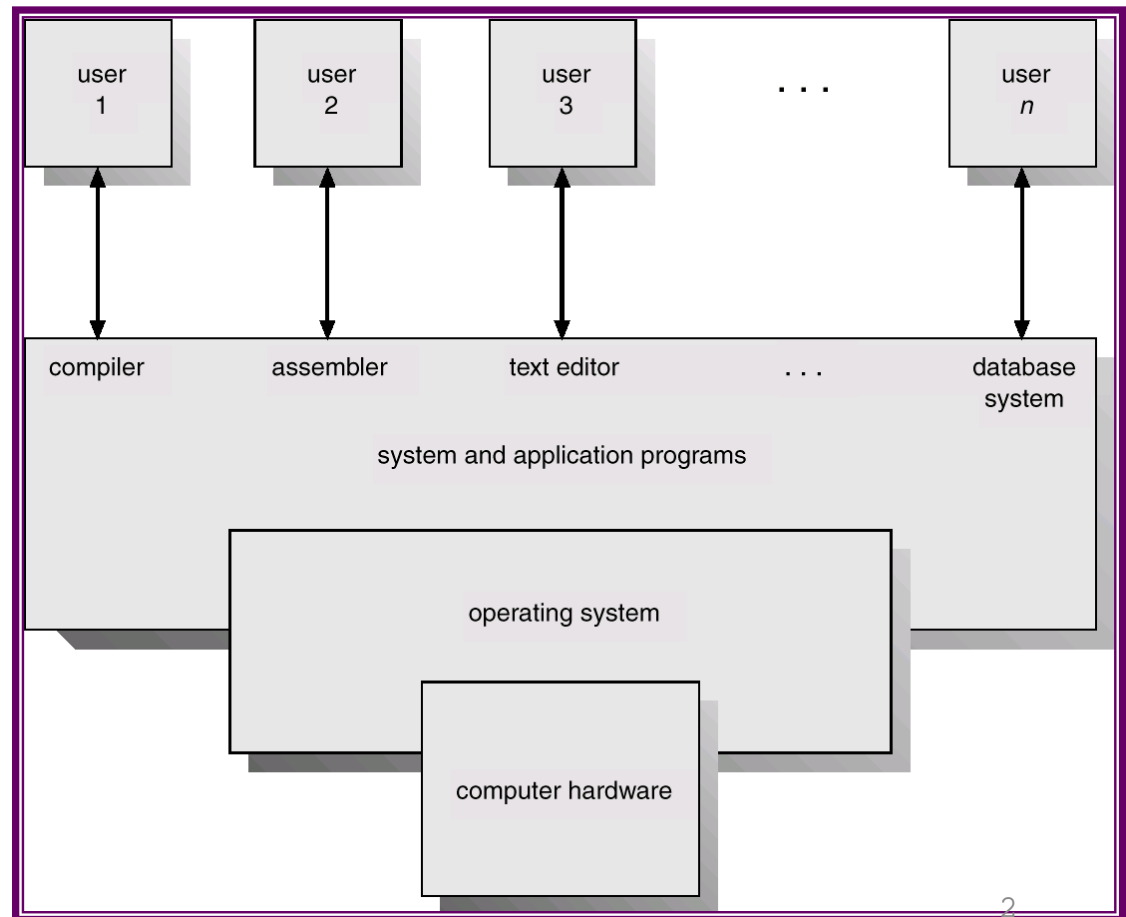 user
1
user
2
user
3
. . .
user
n
compiler
assembler
text editor
. . .
database
system
system and application programs
operating system
computer hardware
2